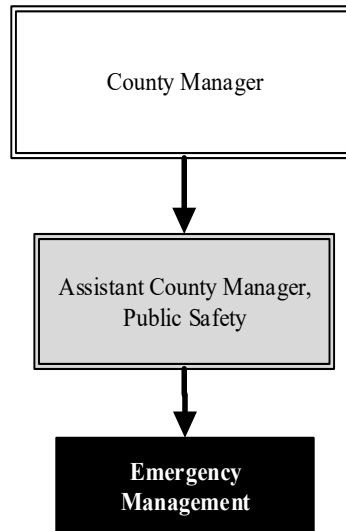 County Manager
Assistant County Manager,
Public Safety
Emergency
Management